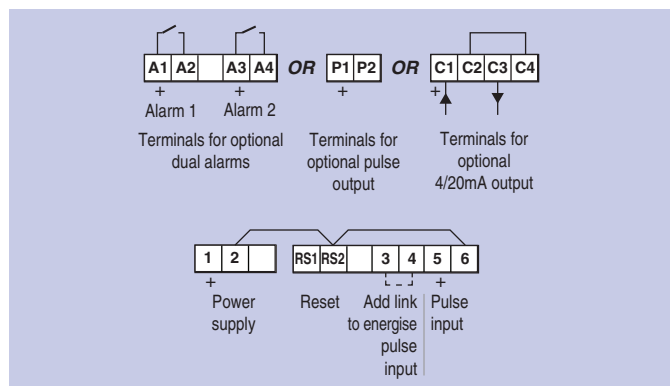 A1 A2 A3 A4 OR P1 P2 OR C1 C2 C3 C4
+ + + +
Alarm 1 Alarm 2
Terminals for optional
dual alarms
Terminals for
optional pulse
output
Terminals for
optional
4/20mA output
1 2 RS1 RS2 3 4 5 6
+ +
Power
supply
Reset
Add link
to energise
pulse
input
Pulse
input